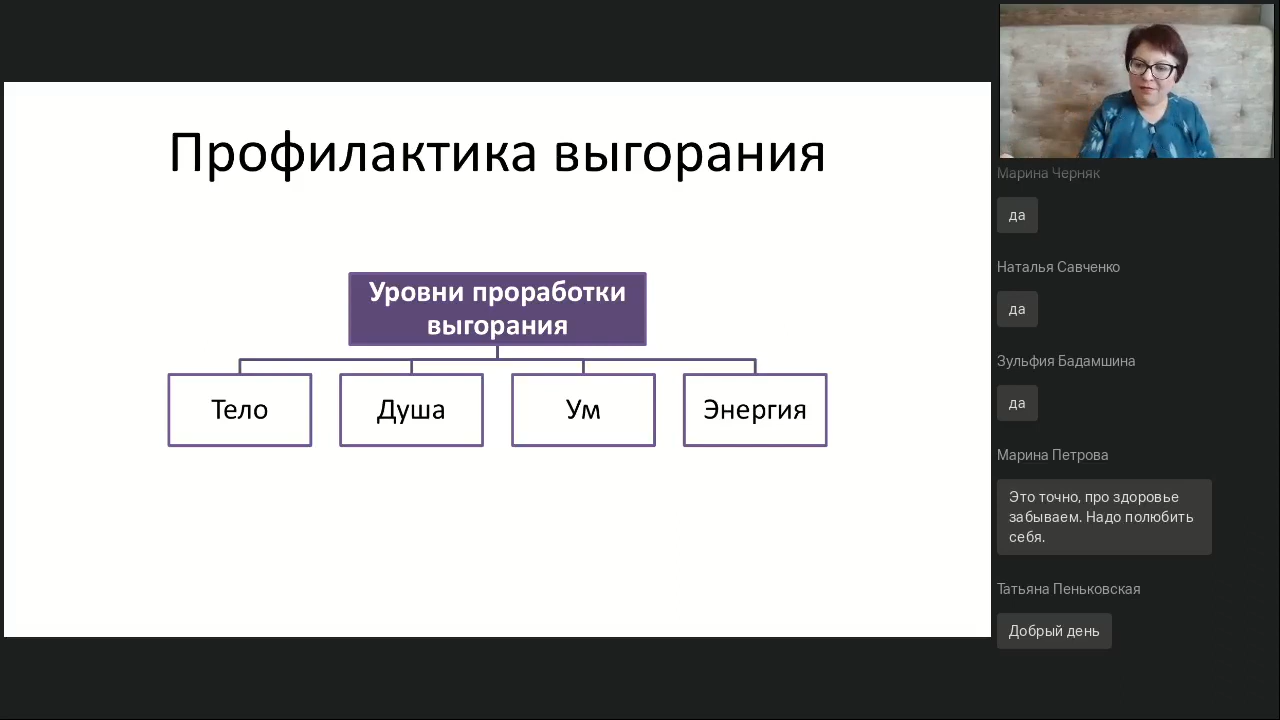 Профилактика выгорания
Уровни проработки
выгорания
Тело
Душа
Ум
Энергия
Марина Черняк
да
Наталья Савченко
да
Зульфия Бадамшина
да
Марина Петрова
Это точно, про здоровье
забываем. Надо полюбить
себя.
Татьяна Пеньковская
Добрый день